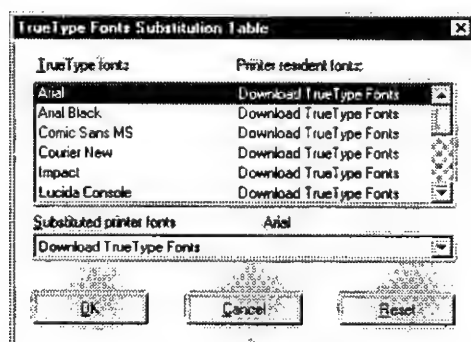 TrueType Fonts Substitution Table
TrueType fonts Printer resident fonts:
Arial Download TrueType Fonts
Arial Black Download TrueType Fonts
Comic Sans MS Download TrueType Fonts
Courier New Download TrueType Fonts
Impact Download TrueType Fonts
Lucida Console Download TrueType Fonts
Substituted printer fonts Arial
Download TrueType Fonts
OK Cancel Reset